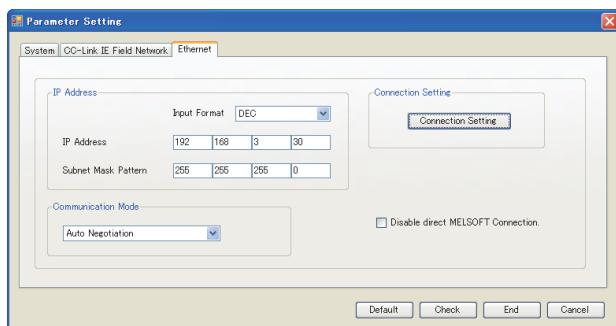 Parameter Setting
System CC-Link IE Field Network Ethernet
IP Address
Input Format DEC
IP Address 192 168 3 30
Subnet Mask Pattern 255 255 255 0
Connection Setting
Connection Setting
Communication Mode
Auto Negotiation
Disable direct MELSOFT Connection.
Default Check End Cancel